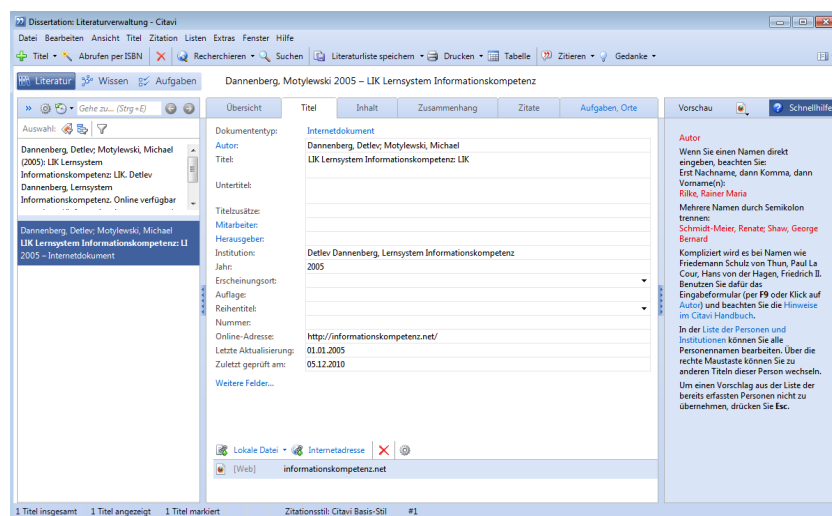 Dissertation: Literaturverwaltung - Citavi
Datei Bearbeiten Ansicht Titel Zitation Listen Extras Fenster Hilfe
Titel Abrufen per ISBN Recherchieren Suchen Literaturliste speichern Drucken Tabelle Zitieren Gedanke
Literatur Wissen Aufgaben Dannenberg, Motylewski 2005 – LIK Lernsystem Informationskompetenz
Gehe zu... (Strg+E)
Auswahl:
Dannenberg, Detlev; Motylewski, Michael
(2005): LIK Lernsystem
Informationskompetenz: LIK. Detlev
Dannenberg, Lernsystem
Informationskompetenz. Online verfügbar
Dannenberg, Detlev; Motylewski, Michael
LIK Lernsystem Informationskompetenz: LI
2005 – Internetdokument
Übersicht Titel Inhalt Zusammenhang Zitate Aufgaben, Orte
Dokumententyp: Internetdokument
Autor: Dannenberg, Detlev; Motylewski, Michael
Titel: LIK Lernsystem Informationskompetenz: LIK
Untertitel:
Titelzusätze:
Mitarbeiter:
Herausgeber:
Institution: Detlev Dannenberg, Lernsystem Informationskompetenz
Jahr: 2005
Erscheinungsort:
Auflage:
Reihentitel:
Nummer:
Online-Adresse: http://informationskompetenz.net/
Letzte Aktualisierung: 01.01.2005
Zuletzt geprüft am: 05.12.2010
Weitere Felder...
Lokale Datei Internetadresse
[Web] informationskompetenz.net
Vorschau Schnellhilfe
Autor
Wenn Sie einen Namen direkt
eingeben, beachten Sie:
Erst Nachname, dann Komma, dann
Vorname(n):
Rilke, Rainer Maria
Mehrere Namen durch Semikolon
trennen:
Schmidt-Meier, Renate; Shaw, George
Bernard
Kompliziert wird es bei Namen wie
Friedemann Schulz von Thun, Paul La
Cour, Hans von der Hagen, Friedrich II.
Benutzen Sie dafür das
Eingabeformular (per F9 oder Klick auf
Autor) und beachten Sie die Hinweise
im Citavi Handbuch.
In der Liste der Personen und
Institutionen können Sie alle
Personennamen bearbeiten. Über die
rechte Maustaste können Sie zu
anderen Titeln dieser Person wechseln.
Um einen Vorschlag aus der Liste der
bereits erfassten Personen nicht zu
übernehmen, drücken Sie Esc.
1 Titel insgesamt 1 Titel angezeigt 1 Titel markiert Zitationsstil: Citavi Basis-Stil #1